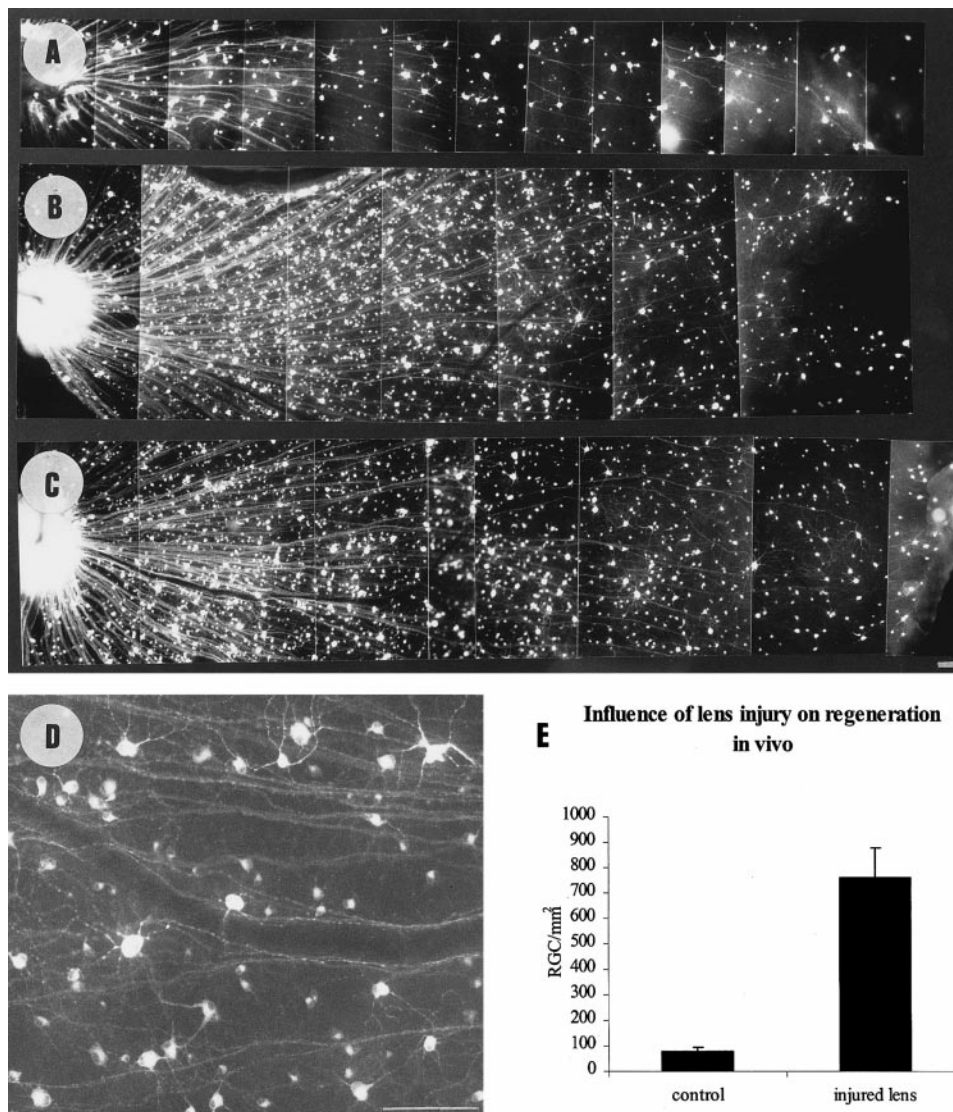 A
B
C
D
E
Influence of lens injury on regeneration
in vivo
1000
900
800
700
600
500
400
300
200
100
0
RGC/mm²
control
injured lens